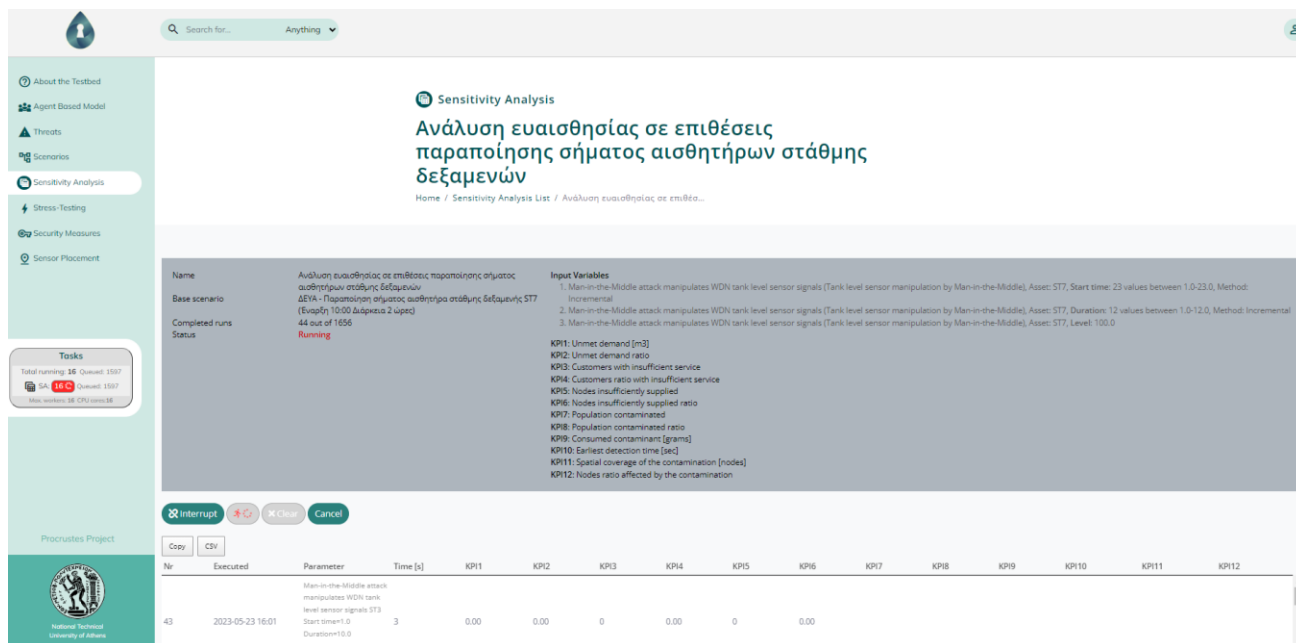 Search for... Anything
About the Testbed
Agent Based Model
Threats
Scenarios
Sensitivity Analysis
Stress-Testing
Security Measures
Sensor Placement
Tasks
Total running: 16 Queued: 1597
SA: 16 Queued: 1597
Max. workers: 16 CPU cores:16
Procrustes Project
National Technical
University of Athens
Sensitivity Analysis
Ανάλυση ευαισθησίας σε επιθέσεις
παραποίησης σήματος αισθητήρων στάθμης
δεξαμενών
Home / Sensitivity Analysis List / Ανάλυση ευαισθησίας σε επιθέσ...
Name Ανάλυση ευαισθησίας σε επιθέσεις παραποίησης σήματος
αισθητήρων στάθμης δεξαμενών
Base scenario ΔΕΥΑ - Παραποίηση σήματος αισθητήρα στάθμης δεξαμενής ST7
(Έναρξη 10:00 Διάρκεια 2 ώρες)
Completed runs 44 out of 1656
Status Running
Input Variables
1. Man-in-the-Middle attack manipulates WDN tank level sensor signals (Tank level sensor manipulation by Man-in-the-Middle), Asset: ST7, Start time: 23 values between 1.0-23.0, Method:
Incremental
2. Man-in-the-Middle attack manipulates WDN tank level sensor signals (Tank level sensor manipulation by Man-in-the-Middle), Asset: ST7, Duration: 12 values between 1.0-12.0, Method: Incremental
3. Man-in-the-Middle attack manipulates WDN tank level sensor signals (Tank level sensor manipulation by Man-in-the-Middle), Asset: ST7, Level: 100.0
KPI1: Unmet demand [m3]
KPI2: Unmet demand ratio
KPI3: Customers with insufficient service
KPI4: Customers ratio with insufficient service
KPI5: Nodes insufficiently supplied
KPI6: Nodes insufficiently supplied ratio
KPI7: Population contaminated
KPI8: Population contaminated ratio
KPI9: Consumed contaminant [grams]
KPI10: Earliest detection time [sec]
KPI11: Spatial coverage of the contamination [nodes]
KPI12: Nodes ratio affected by the contamination
Interrupt Clear Cancel
Copy CSV
Nr Executed Parameter Time [s] KPI1 KPI2 KPI3 KPI4 KPI5 KPI6 KPI7 KPI8 KPI9 KPI10 KPI11 KPI12
Man-in-the-Middle attack
manipulates WDN tank
level sensor signals ST3
43 2023-05-23 16:01 Start time=1.0 3 0.00 0.00 0 0.00 0 0.00
Duration=10.0